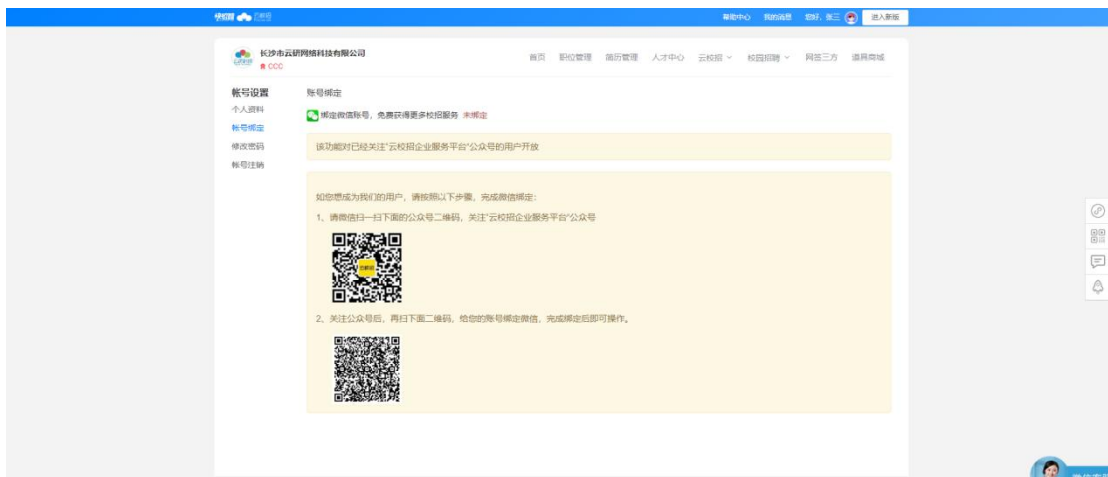 云校招
帮助中心 我的消息 您好，张三 进入新版
长沙市云研网络科技有限公司
CCC
首页 职位管理 简历管理 人才中心 云校招 校园招聘 网签三方 道具商城
帐号设置
个人资料
帐号绑定
修改密码
帐号注销
账号绑定
绑定微信账号，免费获得更多校招服务 未绑定
该功能对已经关注“云校招企业服务平台”公众号的用户开放
如您想成为我们的用户，请按照以下步骤，完成微信绑定：
1、请微信扫一扫下面的公众号二维码，关注“云校招企业服务平台”公众号
2、关注公众号后，再扫下面二维码，给您的账号绑定微信，完成绑定后即可操作。